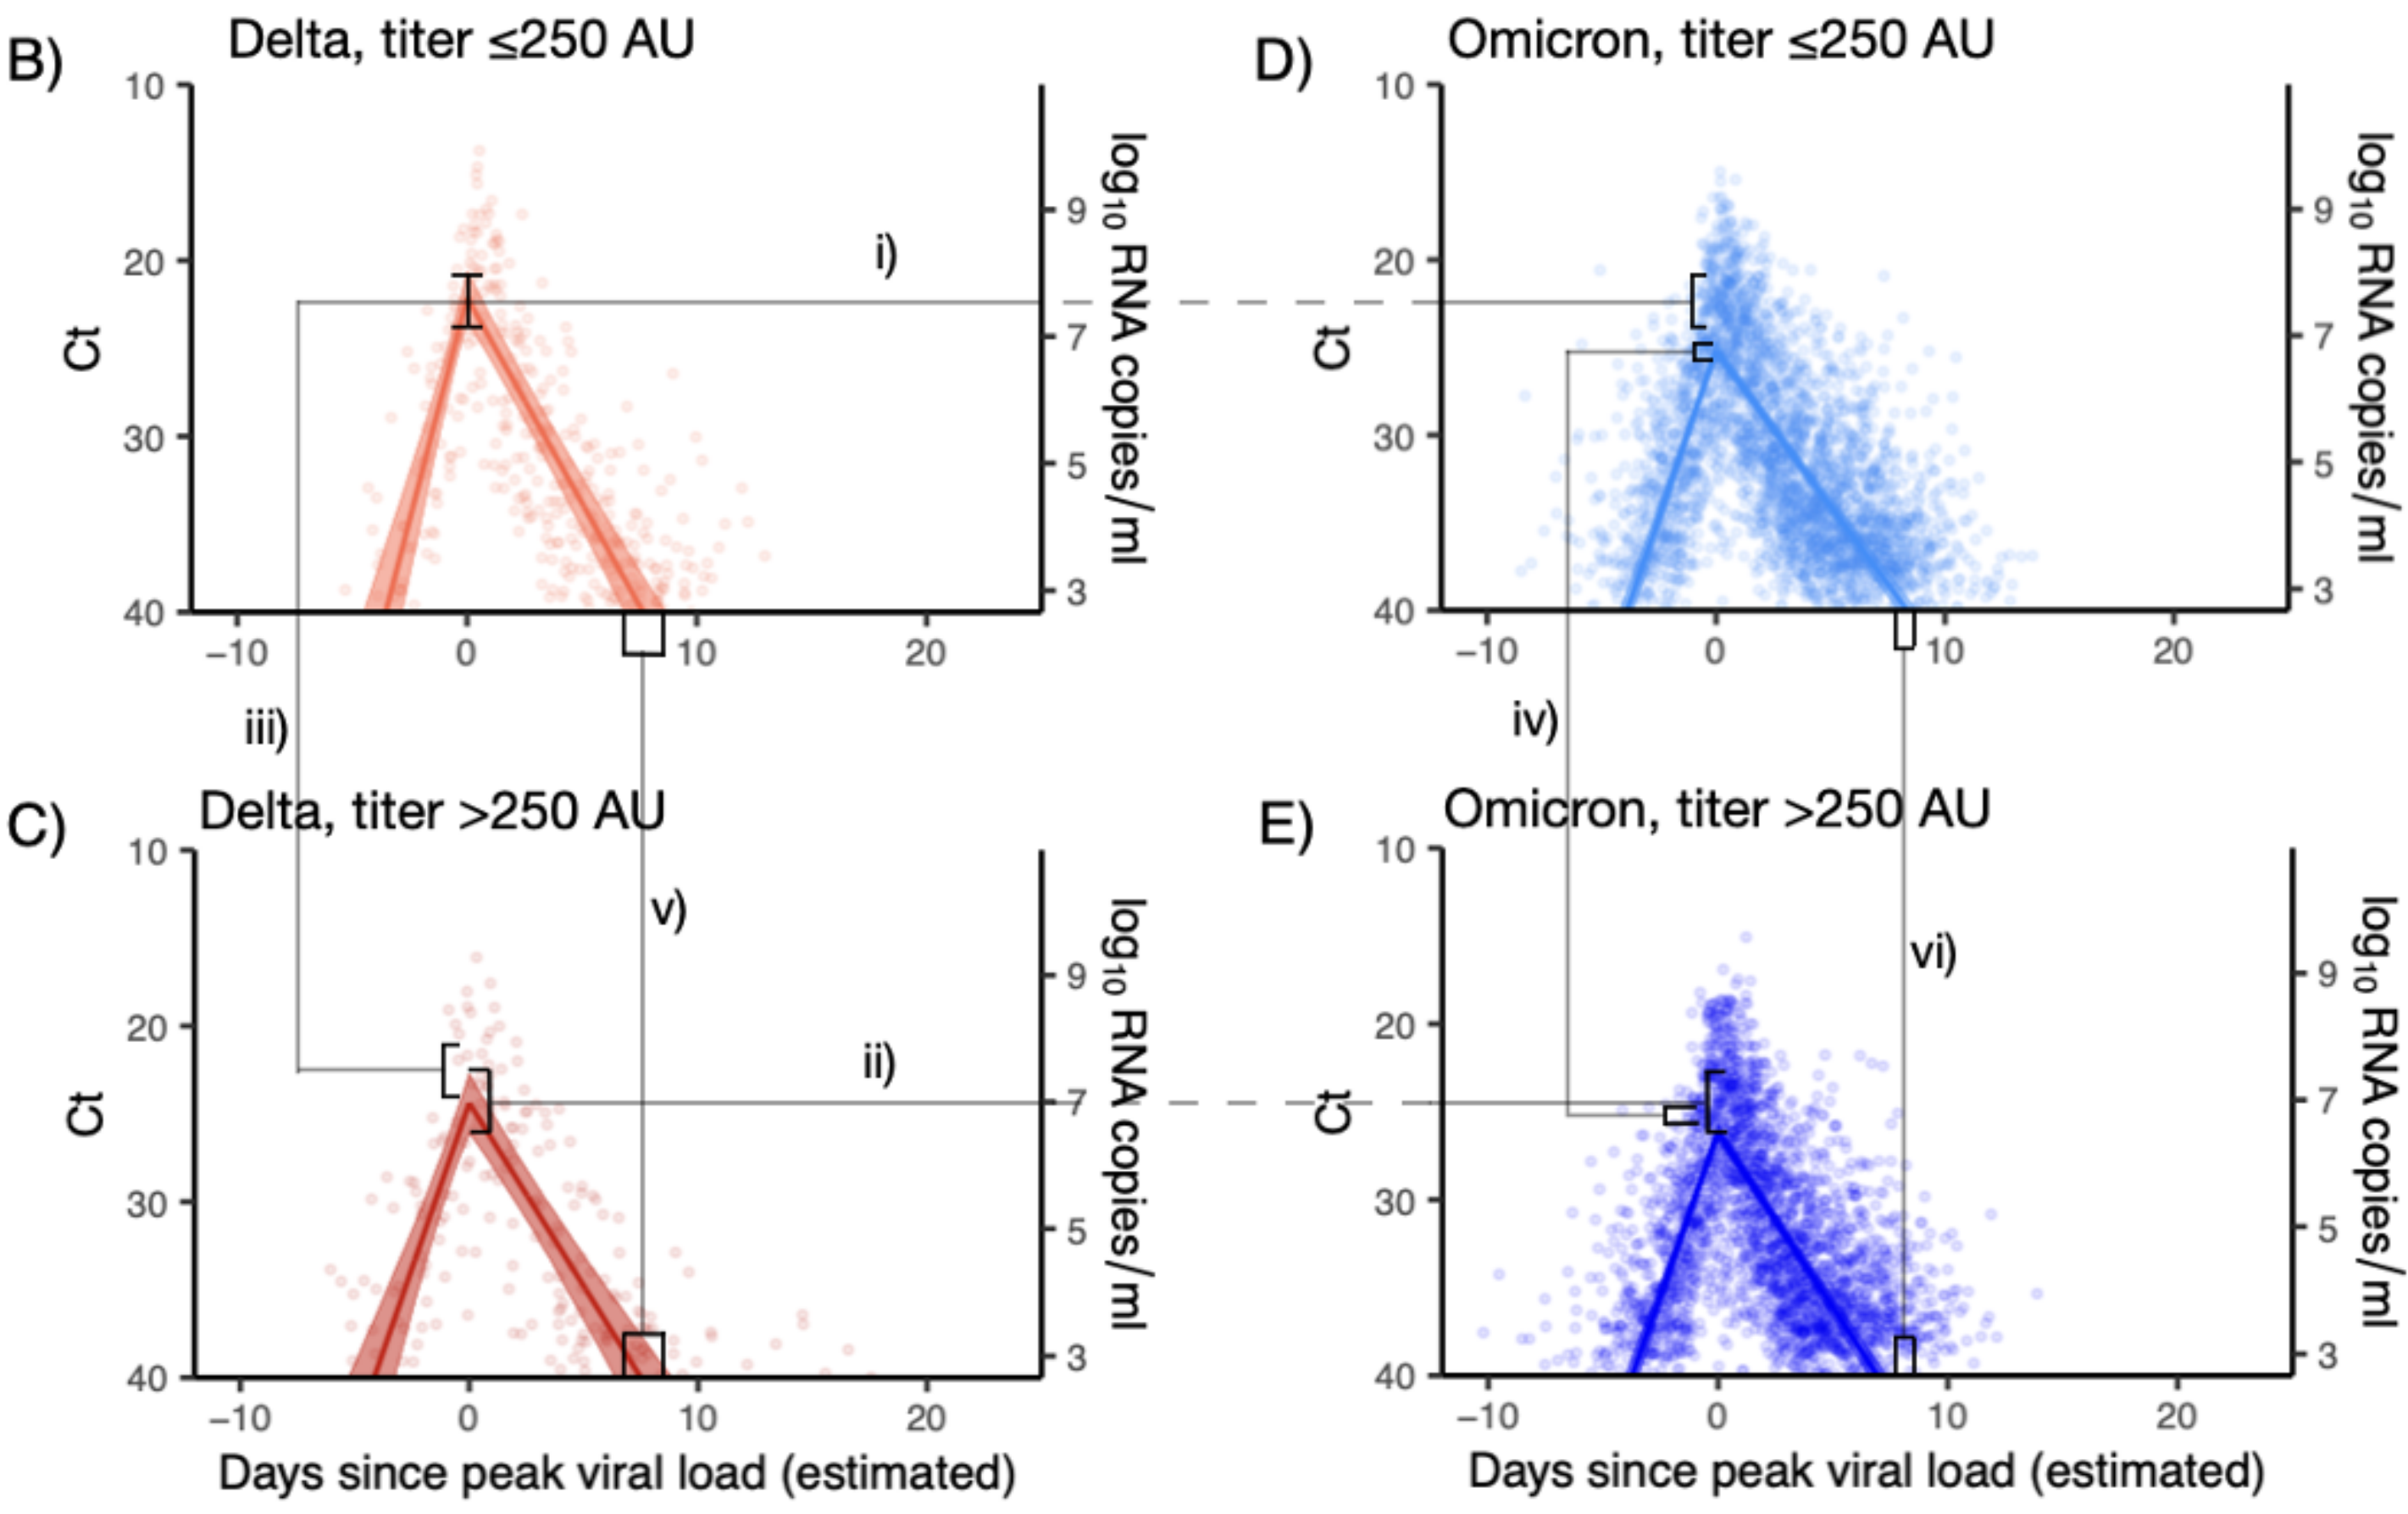 B) Delta, titer ≤250 AU
D) Omicron, titer ≤250 AU
10
20
30
40
Ct
−10 0 10 20
9
7
5
3
log10 RNA copies/ml
i)
10
20
30
40
Ct
−10 0 10 20
9
7
5
3
log10 RNA copies/ml
iii)
iv)
C) Delta, titer >250 AU
E) Omicron, titer >250 AU
10
20
30
40
Ct
v)
ii)
9
7
5
3
log10 RNA copies/ml
−10 0 10 20
Days since peak viral load (estimated)
10
20
30
40
Ct
vi)
9
7
5
3
log10 RNA copies/ml
−10 0 10 20
Days since peak viral load (estimated)